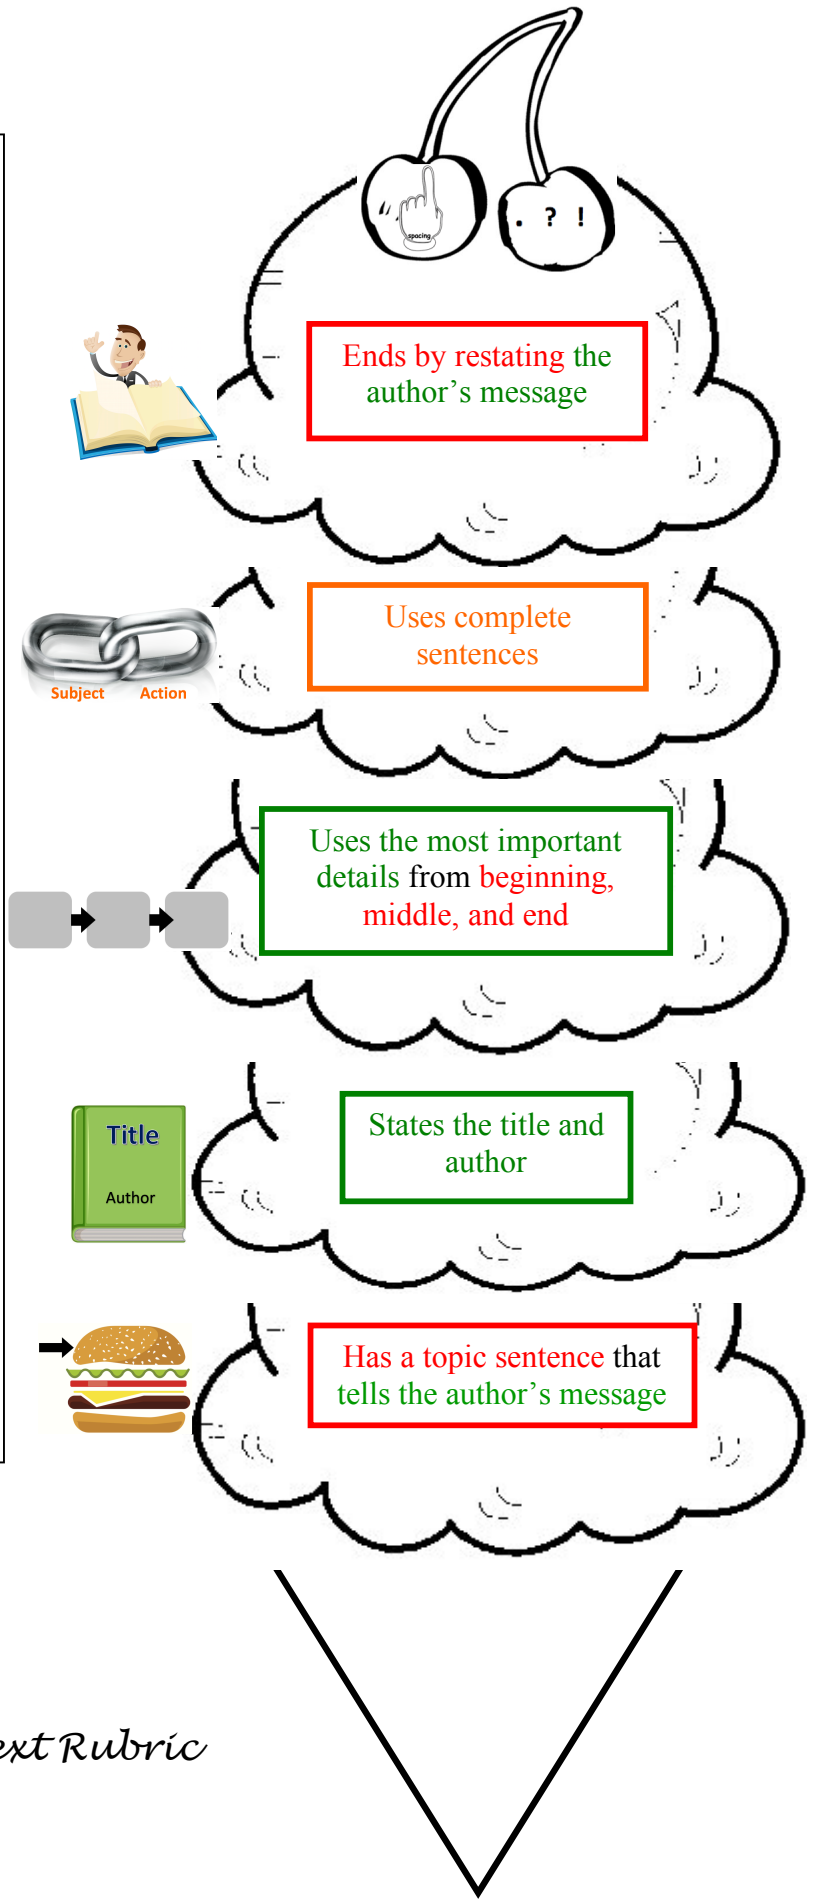 spacing
. ? !
Ends by restating the
author's message
Uses complete
sentences
Subject Action
Uses the most important
details from beginning,
middle, and end
States the title and
author
Title
Author
Has a topic sentence that
tells the author's message
Rubric